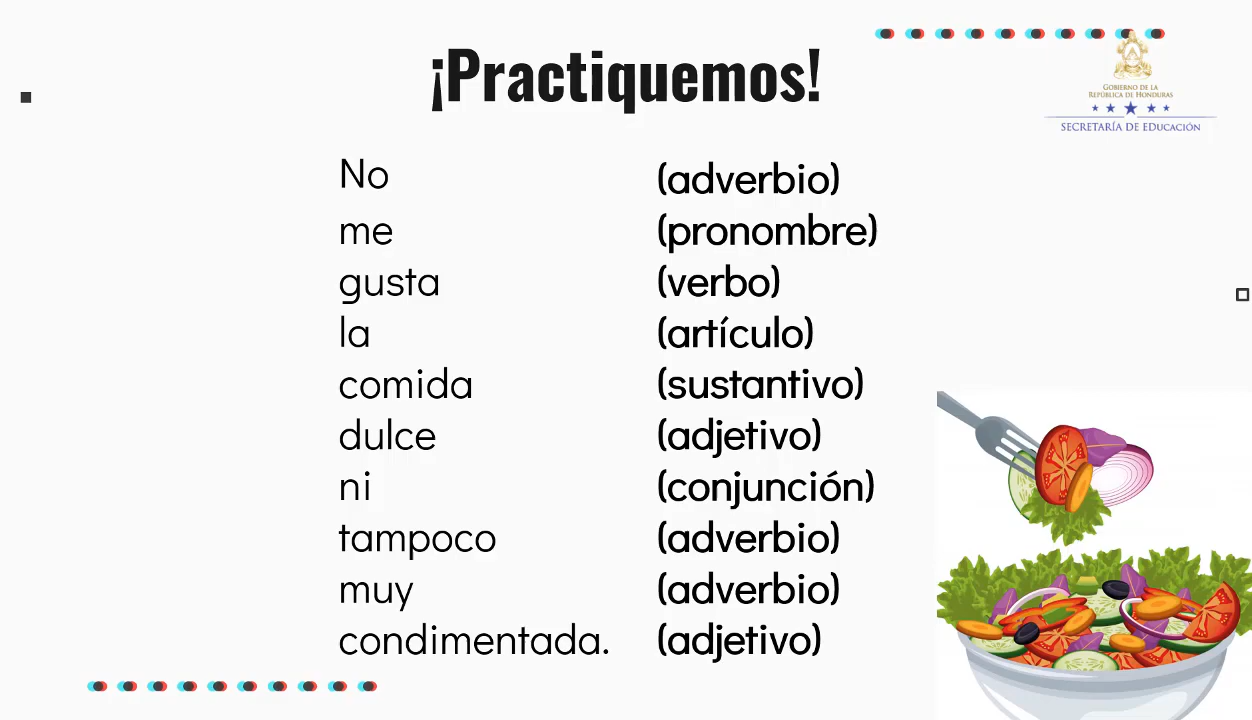 ¡Practiquemos!
GOBIERNO DE LA
REPÚBLICA DE HONDURAS
SECRETARÍA DE EDUCACIÓN
No (adverbio)
me (pronombre)
gusta (verbo)
la (artículo)
comida (sustantivo)
dulce (adjetivo)
ni (conjunción)
tampoco (adverbio)
muy (adverbio)
condimentada. (adjetivo)